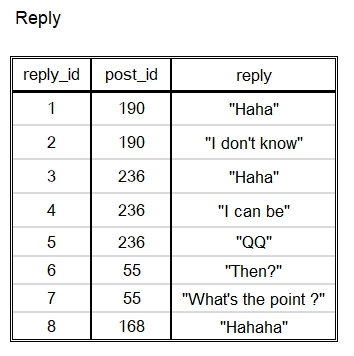 Reply
reply_id post_id reply
1 190 "Haha"
2 190 "I don't know"
3 236 "Haha"
4 236 "I can be"
5 236 "QQ"
6 55 "Then?"
7 55 "What's the point ?"
8 168 "Hahaha"